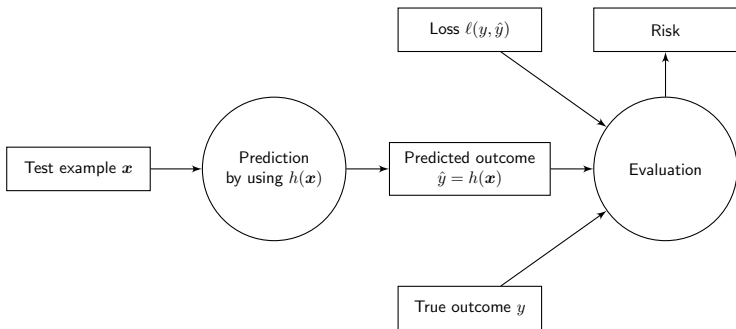 Loss ℓ(y, ŷ)
Risk
Test example x
Prediction
by using h(x)
Predicted outcome
ŷ = h(x)
Evaluation
True outcome y